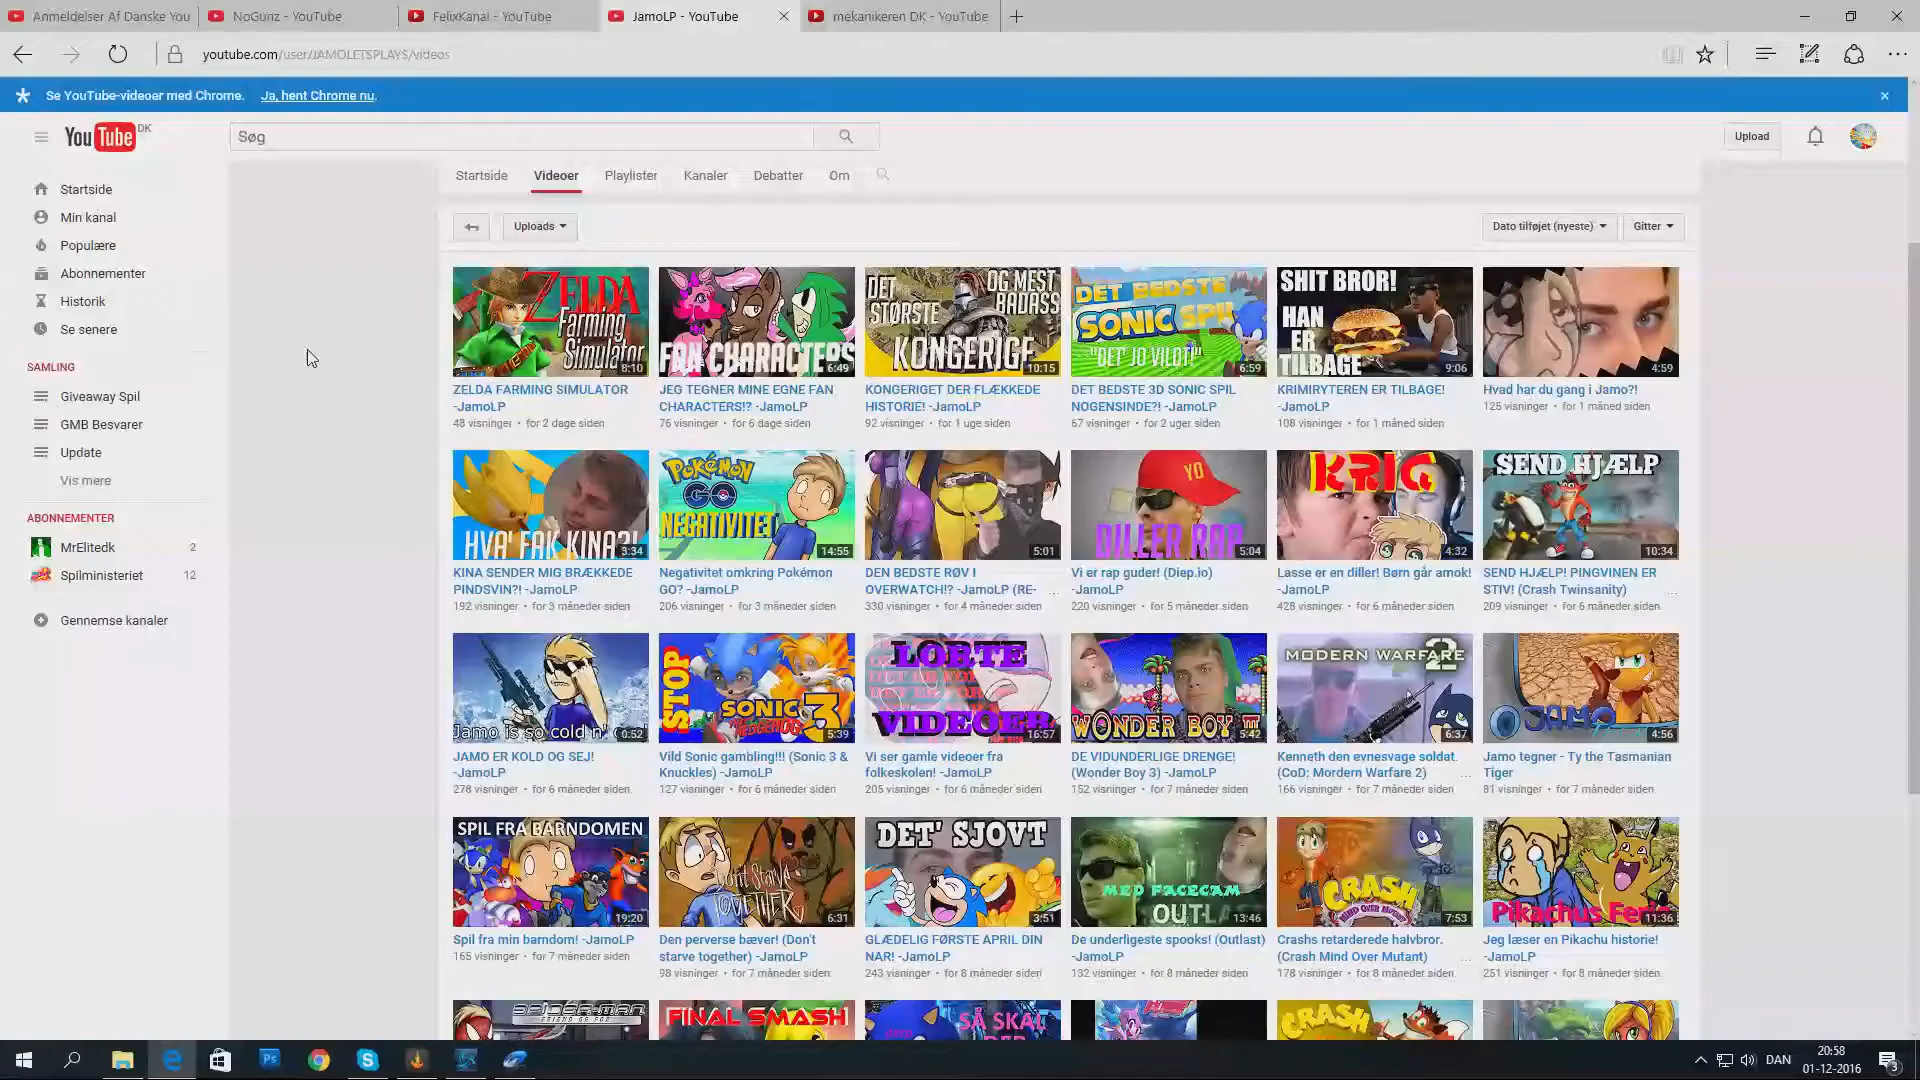 Anmeldelser Af Danske You
NoGunz - YouTube
FelixKanal - YouTube
JamoLP - YouTube
mekanikeren DK - YouTube
youtube.com/user/JAMOLETSPLAYS/videos
Se YouTube-videoer med Chrome. Ja, hent Chrome nu.
YouTube DK
Søg
Upload
Startside
Min kanal
Populære
Abonnementer
Historik
Se senere
SAMLING
Giveaway Spil
GMB Besvarer
Update
Vis mere
ABONNEMENTER
MrElitedk 2
Spilministeriet 12
Gennemse kanaler
Startside Videoer Playlister Kanaler Debatter Om
Uploads
Dato tilføjet (nyeste)
Gitter
ZELDA
Farming
Simulator
8:10
ZELDA FARMING SIMULATOR
-JamoLP
48 visninger • for 2 dage siden
FAN CHARACTERS
6:49
JEG TEGNER MINE EGNE FAN
CHARACTERS!? -JamoLP
76 visninger • for 6 dage siden
DET STØRSTE OG MEST BADASS
KONGERIGE
10:15
KONGERIGET DER FLÆKKEDE
HISTORIE! -JamoLP
92 visninger • for 1 uge siden
DET BEDSTE
SONIC SPIL
"DET' JO VILDT!"
6:59
DET BEDSTE 3D SONIC SPIL
NOGENSINDE?! -JamoLP
67 visninger • for 2 uger siden
SHIT BROR!
HAN
ER
TILBAGE
9:06
KRIMIRYTEREN ER TILBAGE!
-JamoLP
108 visninger • for 1 måned siden
4:59
Hvad har du gang i Jamo?!
125 visninger • for 1 måned siden
HVA' FAK KINA?!
3:34
KINA SENDER MIG BRÆKKEDE
PINDSVIN?! -JamoLP
192 visninger • for 3 måneder siden
POKéMON
GO
NEGATIVITET
14:55
Negativitet omkring Pokémon
GO? -JamoLP
206 visninger • for 3 måneder siden
5:01
DEN BEDSTE RØV I
OVERWATCH!? -JamoLP (RE- ...
330 visninger • for 4 måneder siden
YO
DILLER RAP
5:04
Vi er rap guder! (Diep.io)
-JamoLP
220 visninger • for 5 måneder siden
KRIG
4:32
Lasse er en diller! Børn går amok!
-JamoLP
428 visninger • for 6 måneder siden
SEND HJÆLP
10:34
SEND HJÆLP! PINGVINEN ER
STIV! (Crash Twinsanity) ...
209 visninger • for 6 måneder siden
Jamo is so cold n'
0:52
JAMO ER KOLD OG SEJ!
-JamoLP
278 visninger • for 6 måneder siden
STOP
SONIC
THE HEDGEHOG
3
5:39
Vild Sonic gambling!!! (Sonic 3 &
Knuckles) -JamoLP
127 visninger • for 6 måneder siden
LORTE
VIDEOER
16:57
Vi ser gamle videoer fra
folkeskolen! -JamoLP
205 visninger • for 6 måneder siden
WONDER BOY III
5:42
DE VIDUNDERLIGE DRENGE!
(Wonder Boy 3) -JamoLP
152 visninger • for 7 måneder siden
MODERN WARFARE
2
6:37
Kenneth den evnesvage soldat.
(CoD: Mordern Warfare 2) ...
166 visninger • for 7 måneder siden
JAMO
4:56
Jamo tegner - Ty the Tasmanian
Tiger
81 visninger • for 7 måneder siden
SPIL FRA BARNDOMEN
19:20
Spil fra min barndom! -JamoLP
165 visninger • for 7 måneder siden
DON'T STARVE
TOGETHER
6:31
Den perverse bæver! (Don't
starve together) -JamoLP
98 visninger • for 7 måneder siden
DET' SJOVT
3:51
GLÆDELIG FØRSTE APRIL DIN
NAR! -JamoLP
243 visninger • for 8 måneder siden
MED FACECAM
OUTLA
13:46
De underligeste spooks! (Outlast)
-JamoLP
132 visninger • for 8 måneder siden
CRASH
MIND OVER MUTANT
7:53
Crashs retarderede halvbror.
(Crash Mind Over Mutant) ...
178 visninger • for 8 måneder siden
Pikachus Ferie
11:36
Jeg læser en Pikachu historie!
-JamoLP
251 visninger • for 8 måneder siden
SPIDER-MAN
FRIEND OR FOE
FINAL SMASH
SÅ SKAL
DER
CRASH
Ps
DAN
20:58
01-12-2016
3